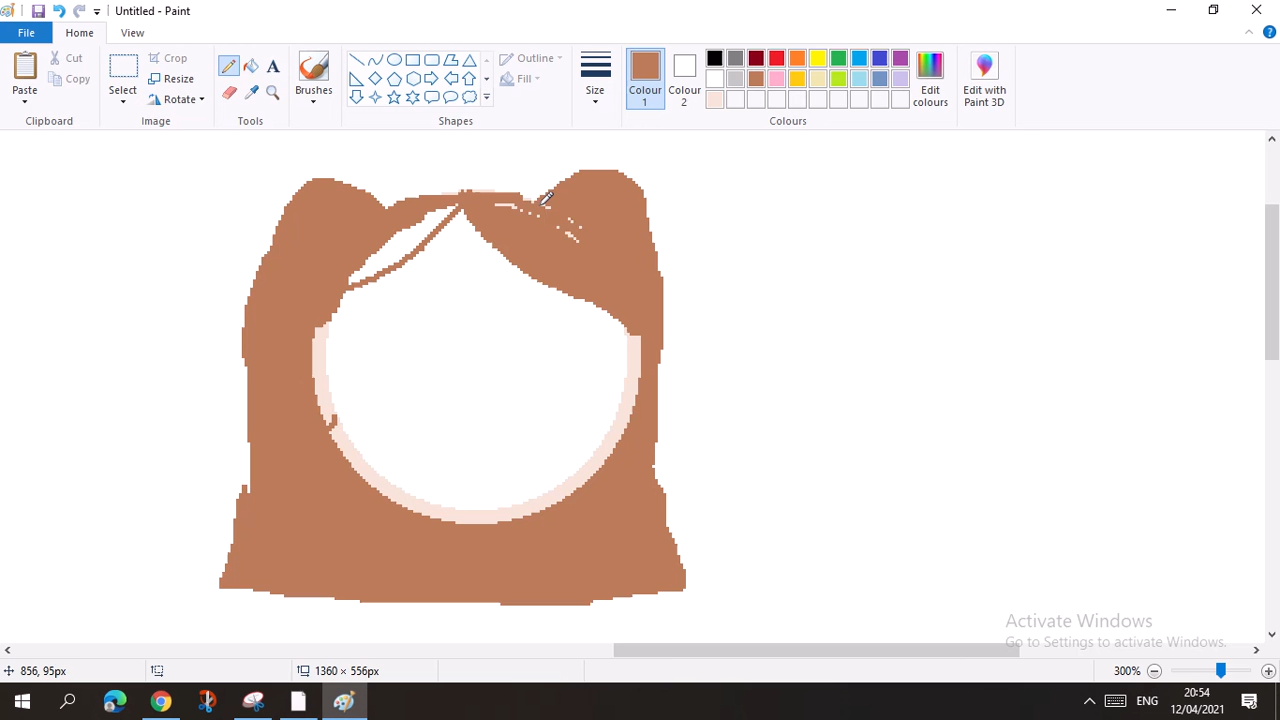 Untitled - Paint
File Home View
Paste
Cut
Copy
Clipboard
Select
Crop
Resize
Rotate
Image
A
Tools
Brushes
Outline
Fill
Shapes
Size
Colour 1
Colour 2
Edit colours
Edit with Paint 3D
Colours
Activate Windows
Go to Settings to activate Windows.
856, 95px
1360 × 556px
300%
ENG
20:54
12/04/2021